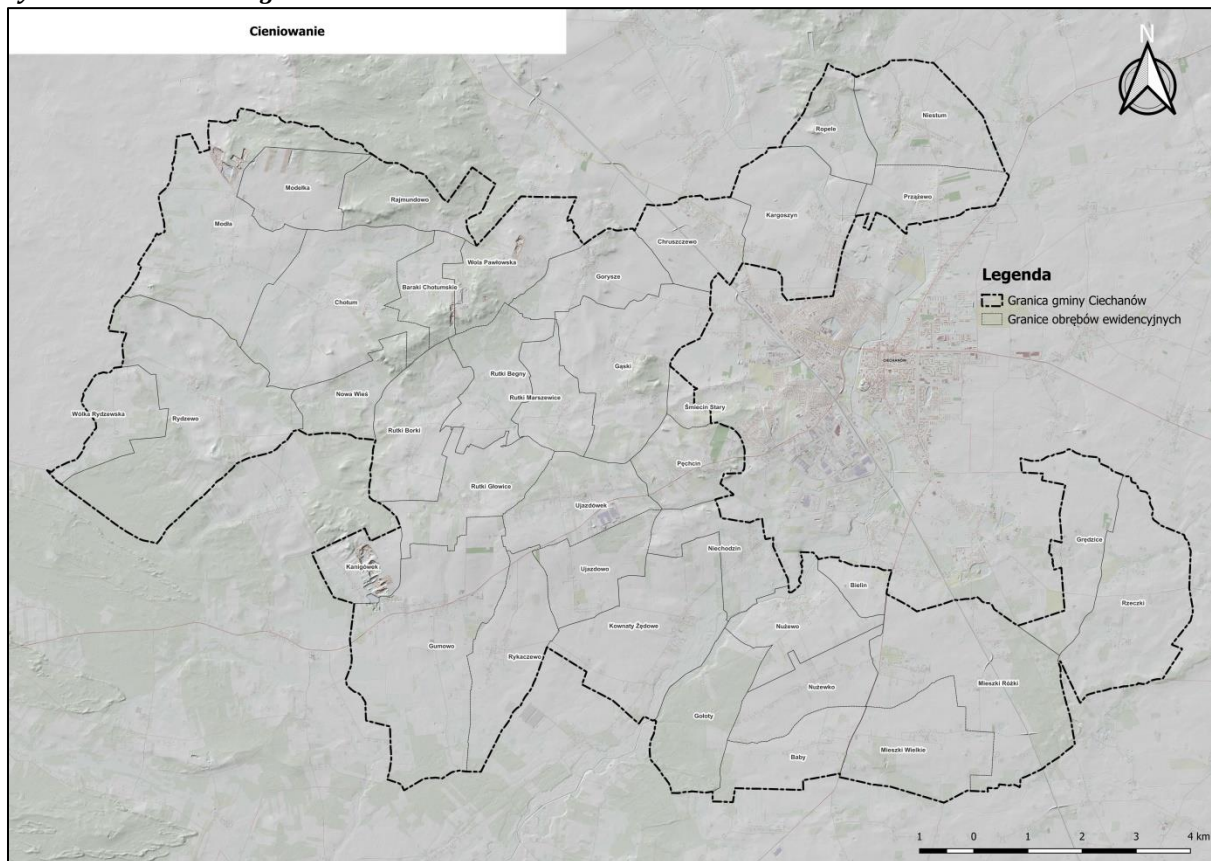 Cieniowanie
N
Niestum
Ropele
Modełka
Rajmundowo
Przążewo
Kargoszyn
Modła
Chruszczewo
Wola Pawłowska
Gorysze
Baraki Chotumskie
Chotum
Legenda
Granica gminy Ciechanów
Granice obrębów ewidencyjnych
CIECHANÓW
Gąski
Rutki Begny
Nowa Wieś
Rutki Marszewice
Śmiecin Stary
Wólka Rydzewska
Rydzewo
Rutki Borki
Pęchcin
Rutki Głowice
Ujazdówek
Niechodzin
Grędzice
Kanigówek
Ujazdowo
Bielin
Rzeczki
Kownaty Żędowe
Nużewo
Gumowo
Rykaczewo
Mieszki Różki
Nużewko
Gołoty
Baby
Mieszki Wielkie
1 0 1 2 3 4 km